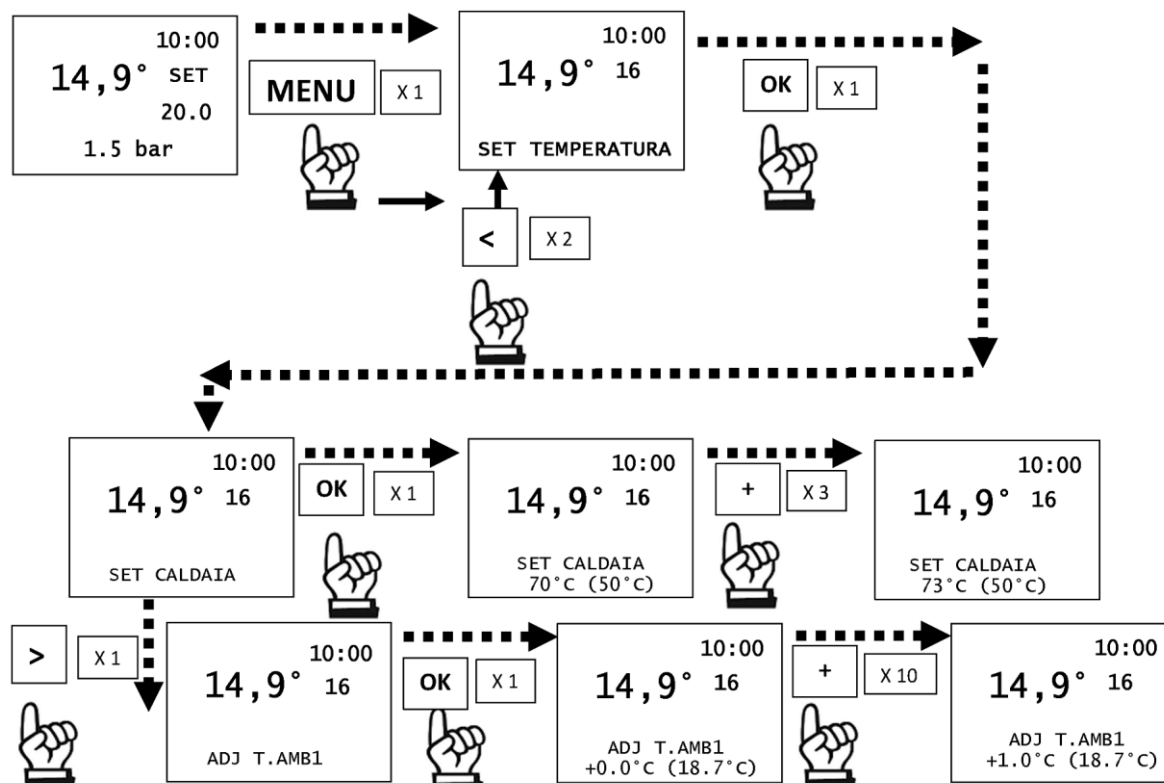 10:00
14,9° SET
20.0
1.5 bar
MENU X 1
10:00
14,9° 16
SET TEMPERATURA
OK X 1
< X 2
10:00
14,9° 16
SET CALDAIA
OK X 1
10:00
14,9° 16
SET CALDAIA
70°C (50°C)
+ X 3
10:00
14,9° 16
SET CALDAIA
73°C (50°C)
> X 1
10:00
14,9° 16
ADJ T.AMB1
OK X 1
10:00
14,9° 16
ADJ T.AMB1
+0.0°C (18.7°C)
+ X 10
10:00
14,9° 16
ADJ T.AMB1
+1.0°C (18.7°C)